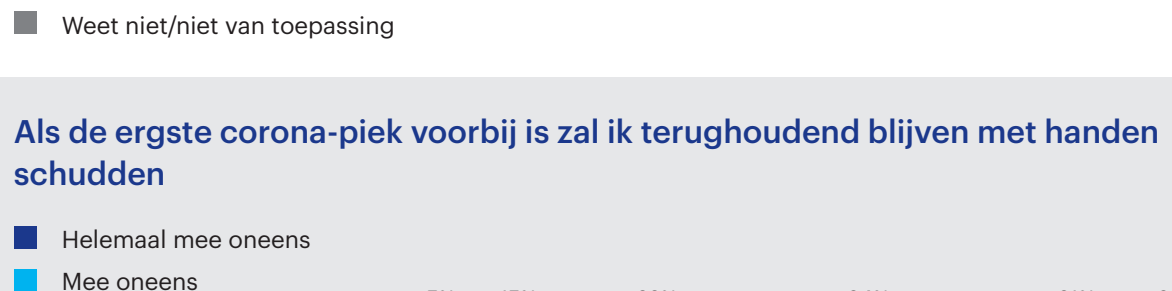 Weet niet/niet van toepassing
Als de ergste corona-piek voorbij is zal ik terughoudend blijven met handen
schudden
Helemaal mee oneens
Mee oneens